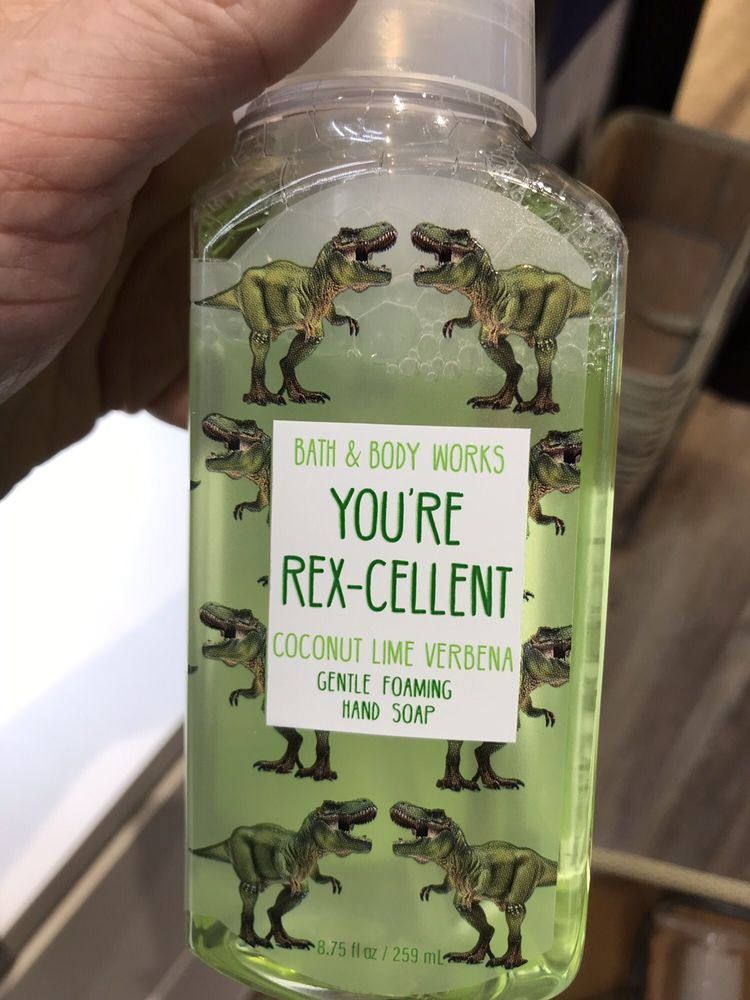 BATH & BODY WORKS
YOU'RE
REX-CELLENT
COCONUT LIME VERBENA
GENTLE FOAMING
HAND SOAP
8.75 fl oz / 259 mL